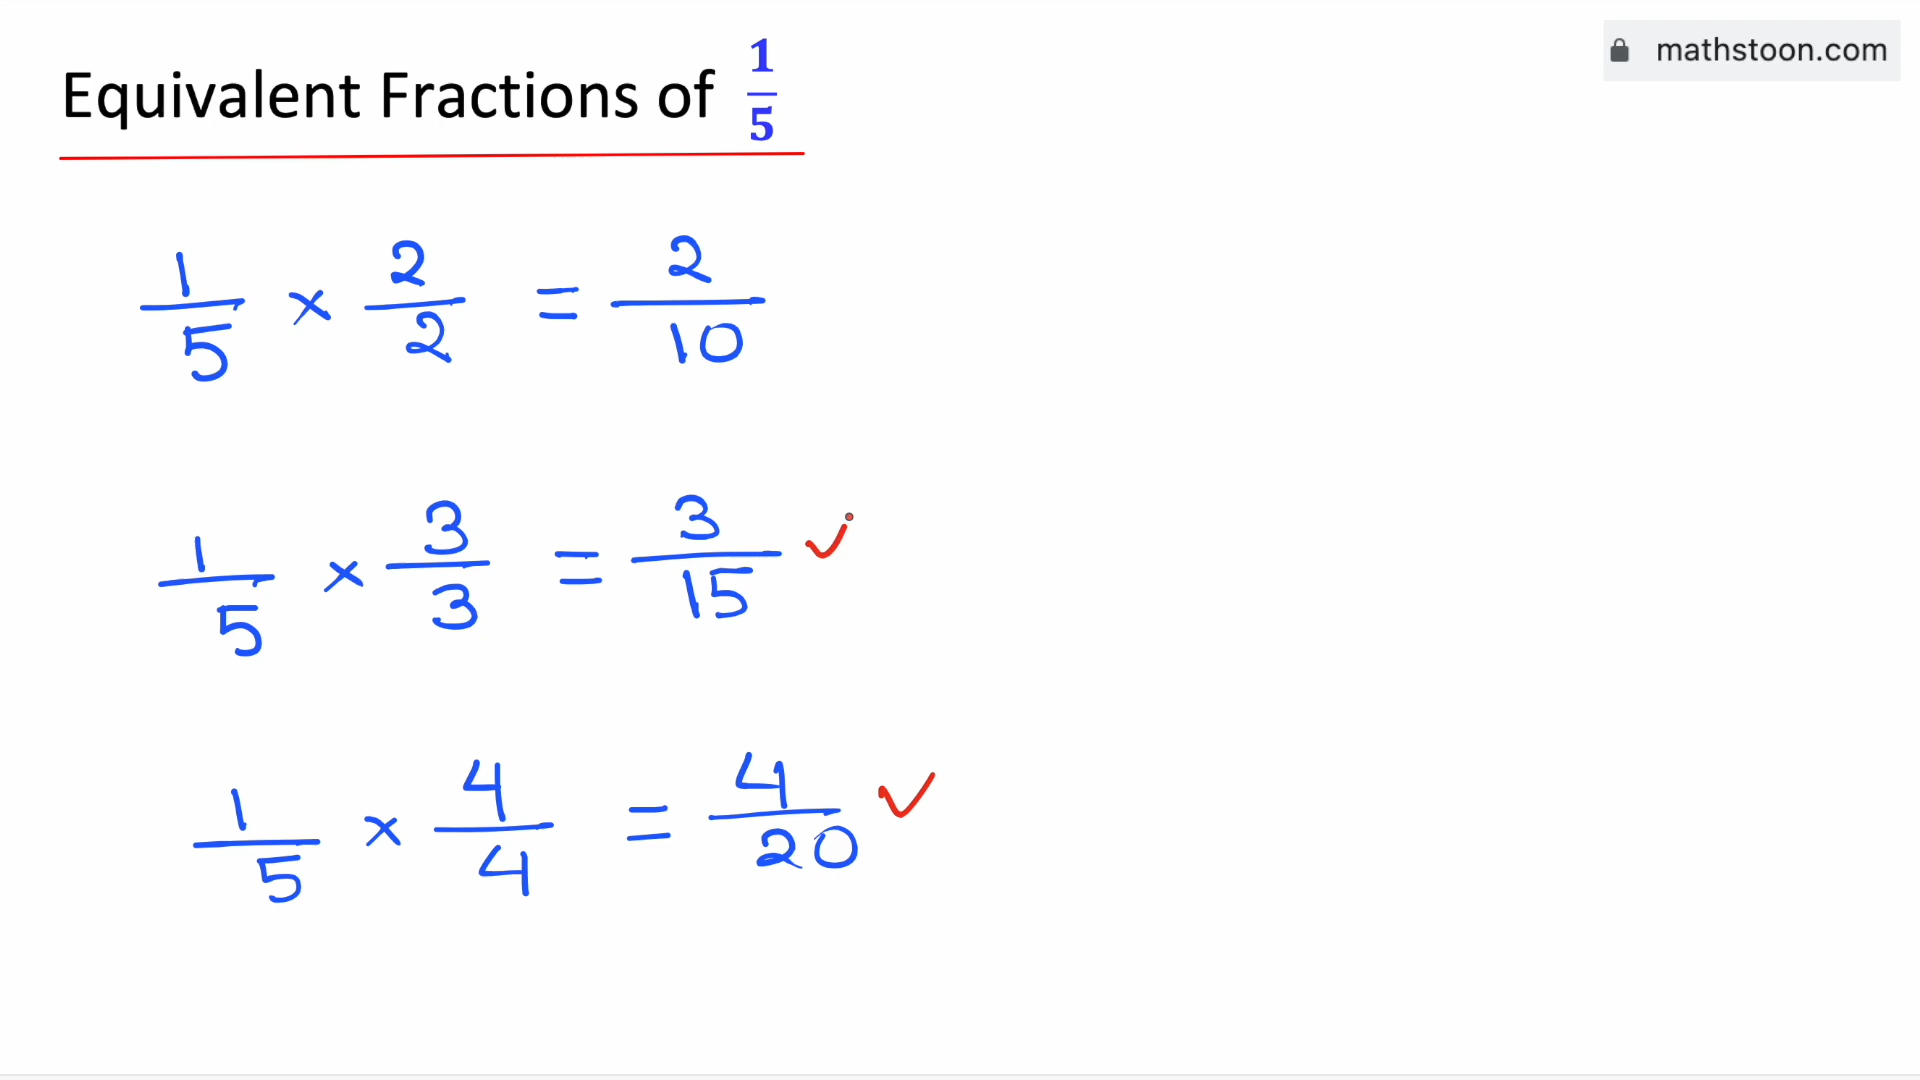 Equivalent Fractions of 1/5
mathstoon.com
1/5 × 2/2 = 2/10
1/5 × 3/3 = 3/15 ✓
1/5 × 4/4 = 4/20 ✓